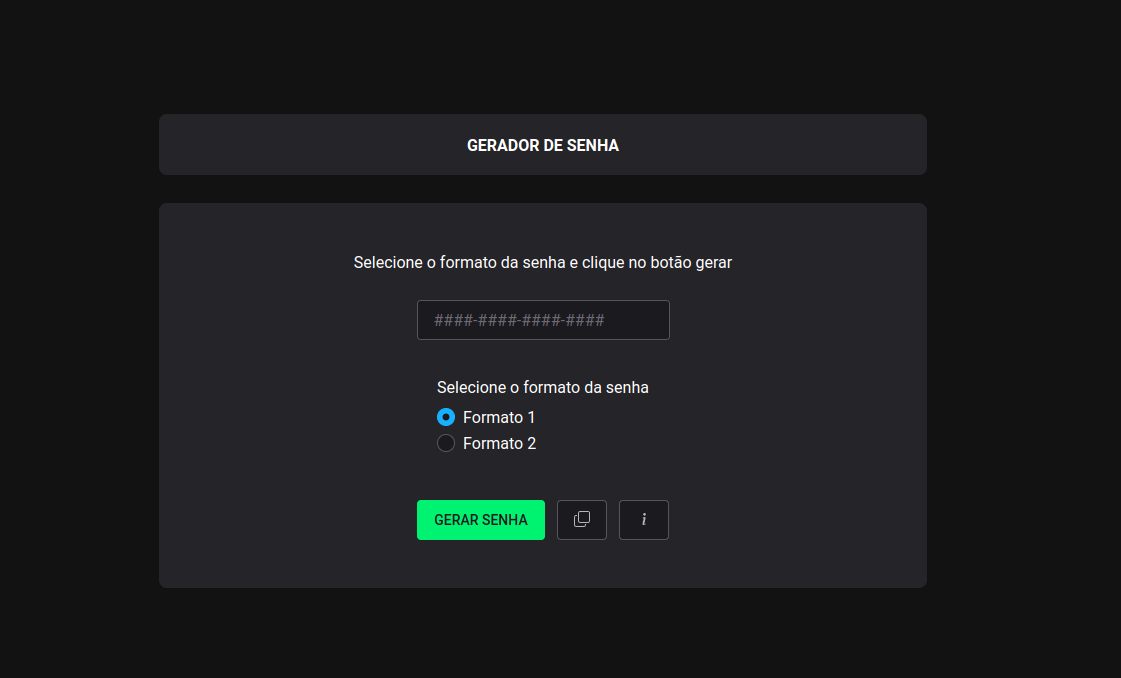 GERADOR DE SENHA
Selecione o formato da senha e clique no botão gerar
####-####-####-####
Selecione o formato da senha
Formato 1
Formato 2
GERAR SENHA
i